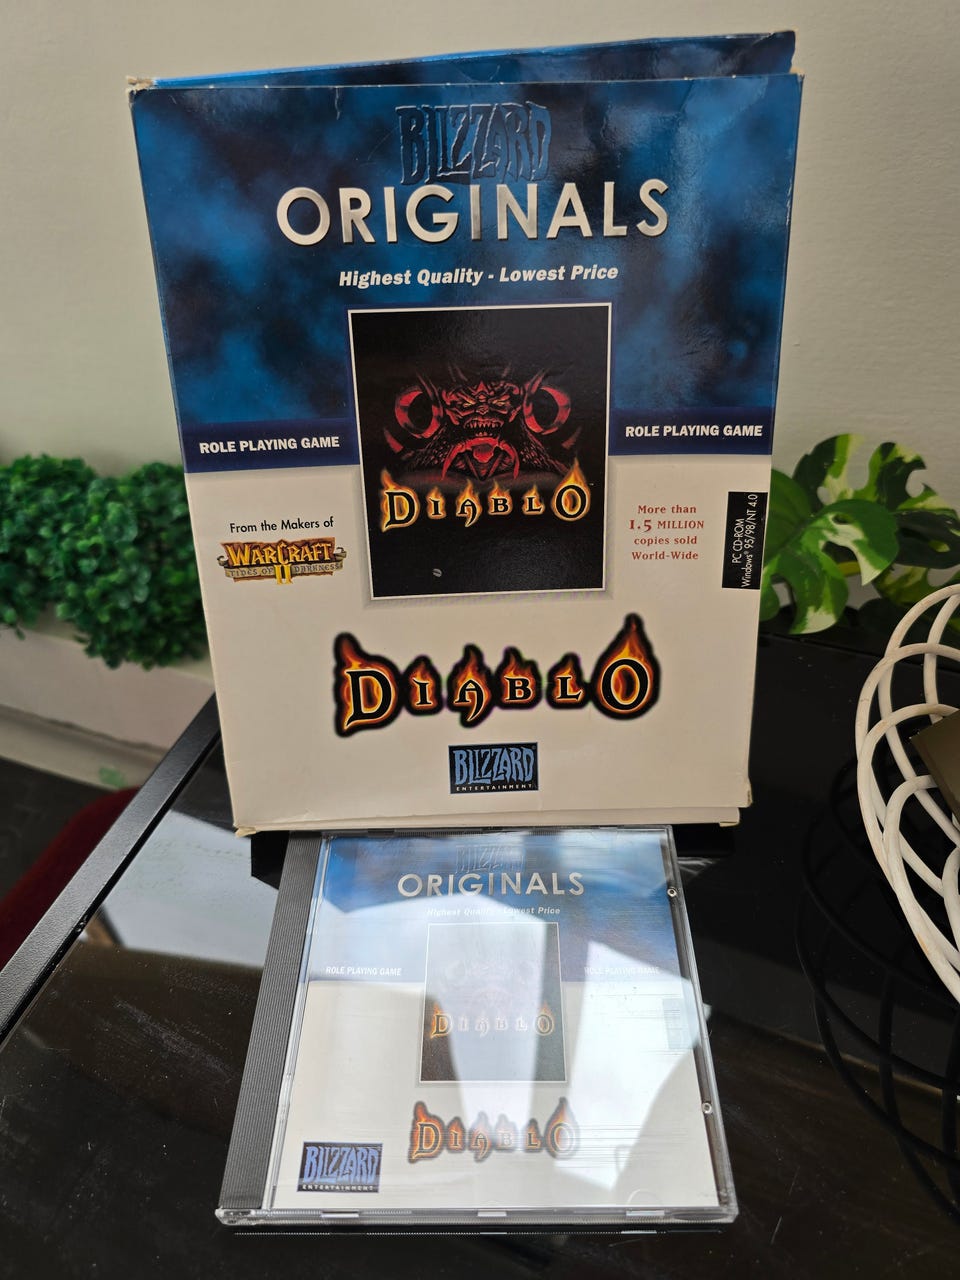 BLIZZARD
ORIGINALS
Highest Quality - Lowest Price
ROLE PLAYING GAME
ROLE PLAYING GAME
DIABLO
From the Makers of
WARCRAFT
II
TIDES OF DARKNESS
More than
1.5 MILLION
copies sold
World-Wide
PC CD-ROM
Windows® 95/98/NT 4.0
DIABLO
BLIZZARD
ENTERTAINMENT
BLIZZARD
ORIGINALS
Highest Quality - Lowest Price
ROLE PLAYING GAME
ROLE PLAYING GAME
DIABLO
DIABLO
BLIZZARD
ENTERTAINMENT